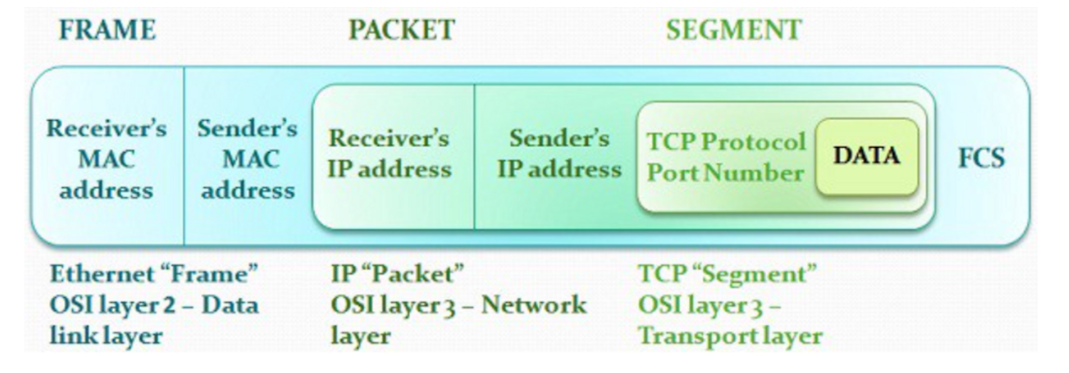 FRAME
PACKET
SEGMENT
Receiver's
MAC
address
Sender's
MAC
address
Receiver's
IP address
Sender's
IP address
TCP Protocol
Port Number
DATA
FCS
Ethernet "Frame"
OSI layer 2 – Data
link layer
IP "Packet"
OSI layer 3 – Network
layer
TCP "Segment"
OSI layer 3 –
Transport layer